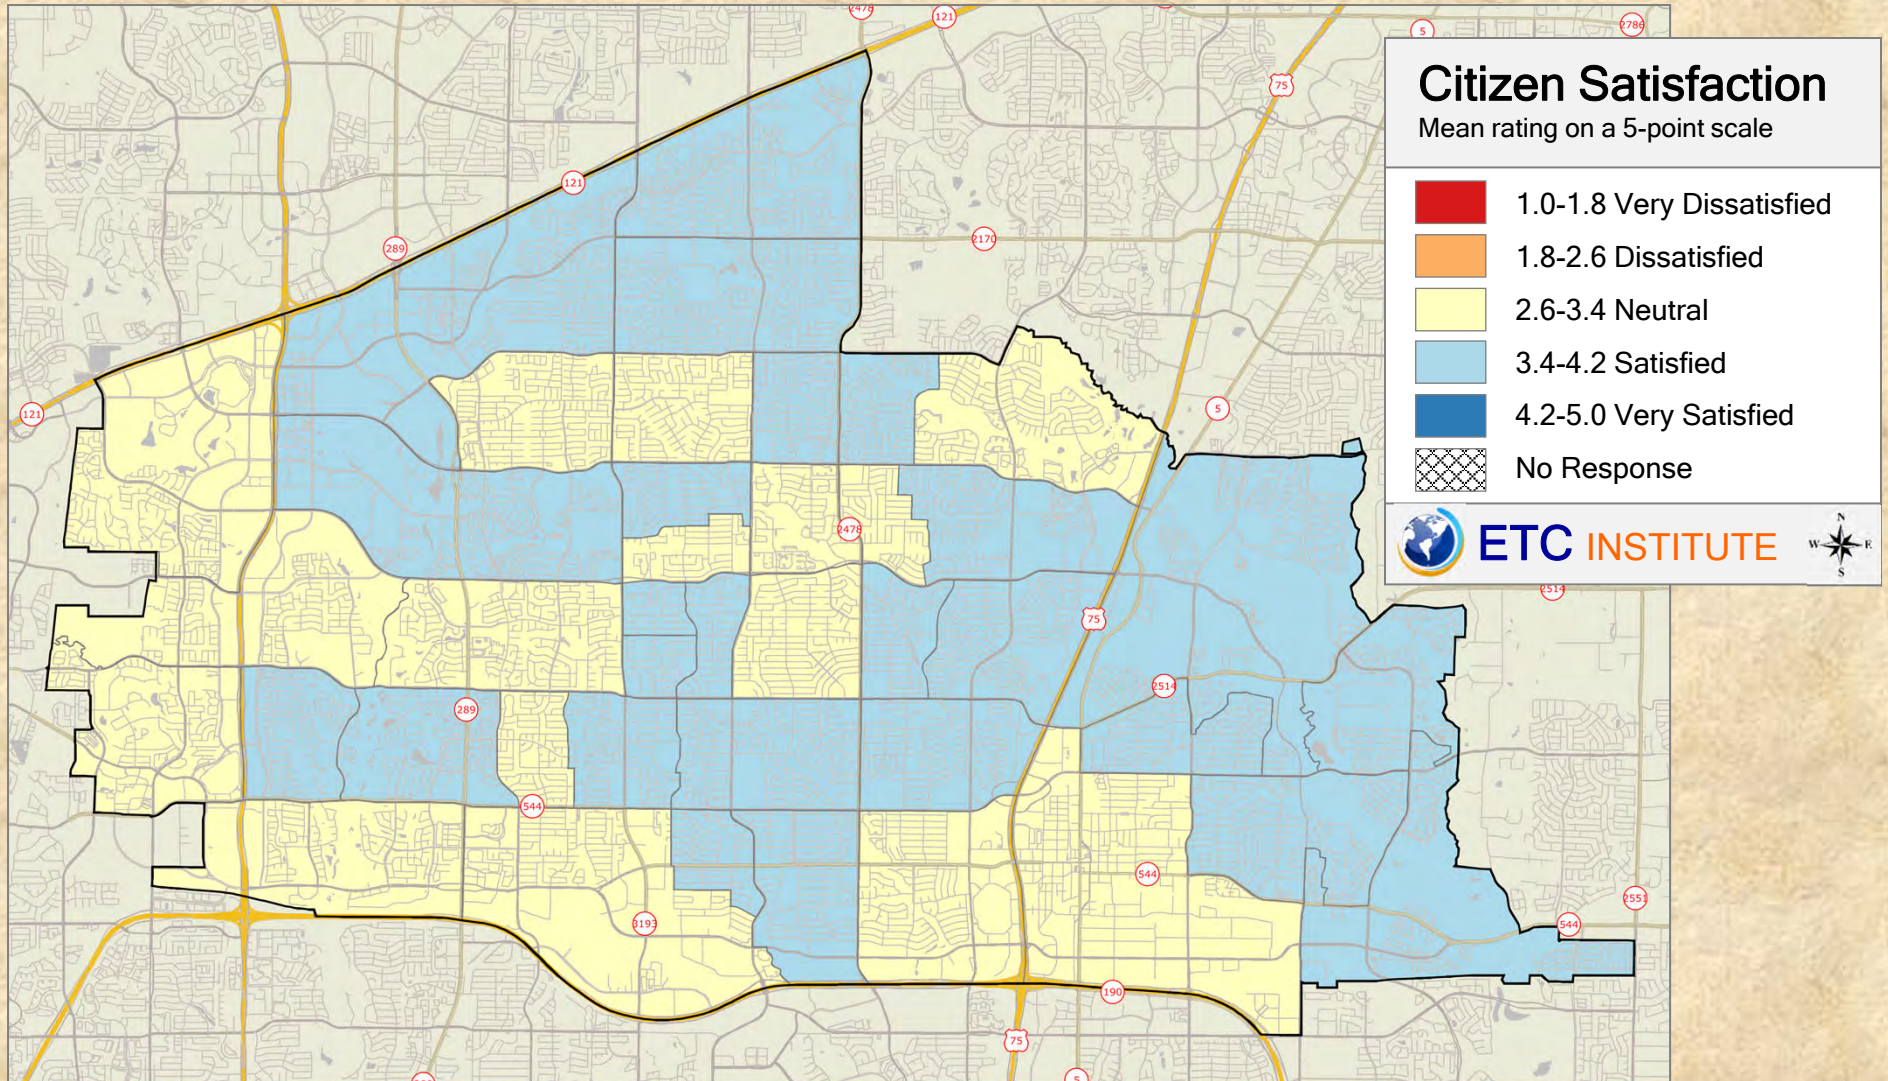 2478
121
5
2786
75
Citizen Satisfaction
Mean rating on a 5-point scale
121
1.0-1.8 Very Dissatisfied
289
2170
1.8-2.6 Dissatisfied
2.6-3.4 Neutral
3.4-4.2 Satisfied
121
5
4.2-5.0 Very Satisfied
No Response
2478
ETC INSTITUTE
N
W
E
S
75
2514
2514
289
544
544
3193
2551
544
190
75
5